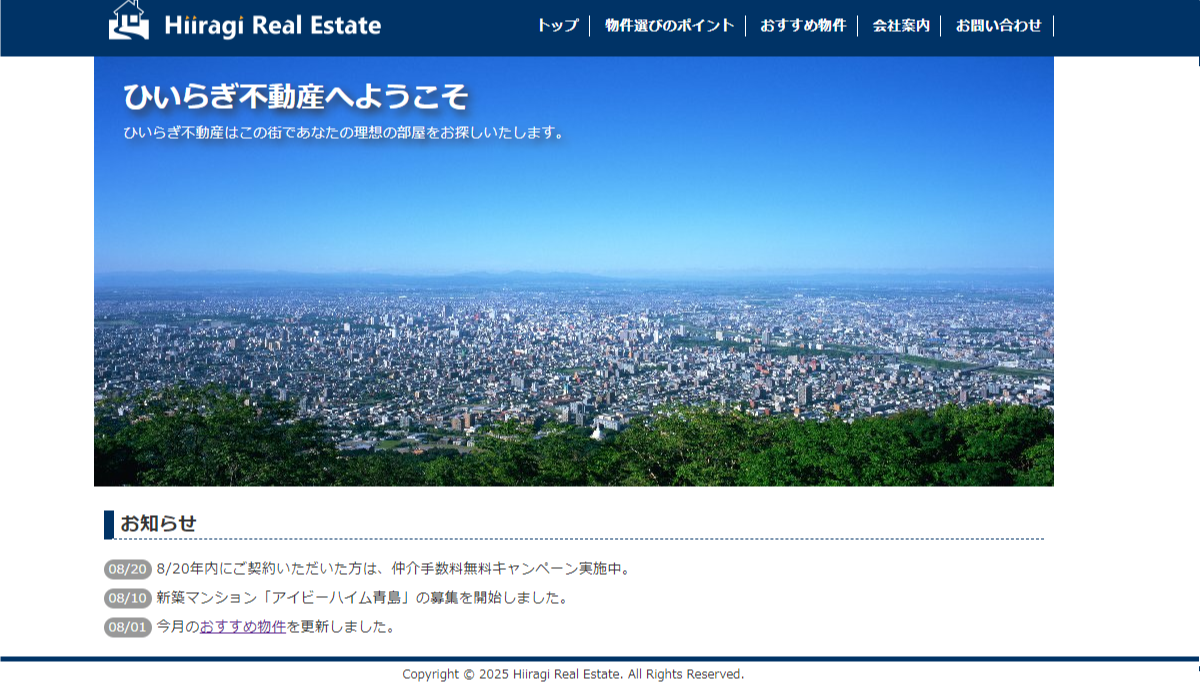 Hiiragi Real Estate
トップ
物件選びのポイント
おすすめ物件
会社案内
お問い合わせ
ひいらぎ不動産へようこそ
ひいらぎ不動産はこの街であなたの理想の部屋をお探しいたします。
お知らせ
08/20 8/20年内にご契約いただいた方は、仲介手数料無料キャンペーン実施中。
08/10 新築マンション「アイビーハイム青島」の募集を開始しました。
08/01 今月のおすすめ物件を更新しました。
Copyright © 2025 Hiiragi Real Estate. All Rights Reserved.